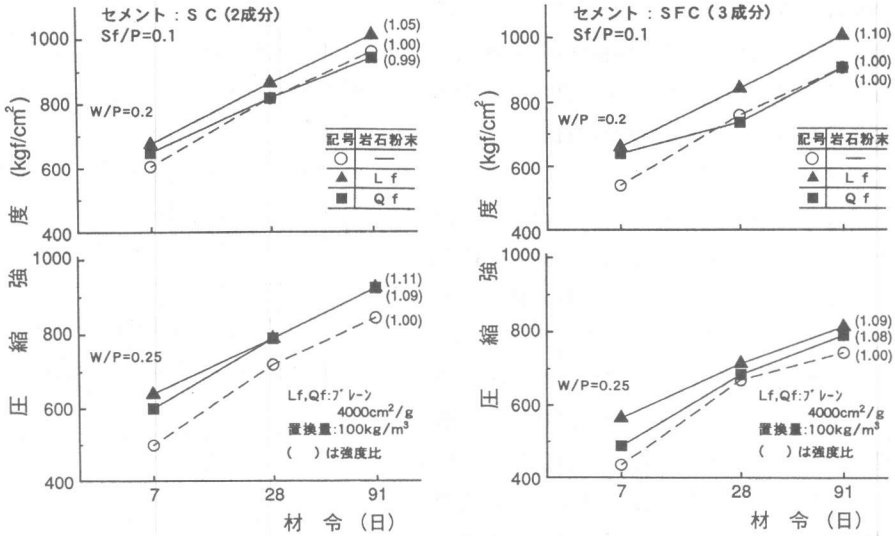 セメント：SC（2成分）
Sf/P=0.1
1000
800
600
400
W/P=0.2
(1.05)
(1.00)
(0.99)
記号 岩石粉末
○ —
▲ Lf
■ Qf
セメント：SFC（3成分）
Sf/P=0.1
1000
800
600
400
W/P =0.2
(1.10)
(1.00)
(1.00)
記号 岩石粉末
○ —
▲ Lf
■ Qf
圧縮強度 (kgf/cm²)
1000
800
600
400
W/P=0.25
(1.11)
(1.09)
(1.00)
Lf,Qf:ブレーン
4000cm²/g
置換量:100kg/m³
( )は強度比
7 28 91
材令（日）
圧縮強度 (kgf/cm²)
1000
800
600
400
W/P=0.25
(1.09)
(1.08)
(1.00)
Lf,Qf:ブレーン
4000cm²/g
置換量:100kg/m³
( )は強度比
7 28 91
材令（日）